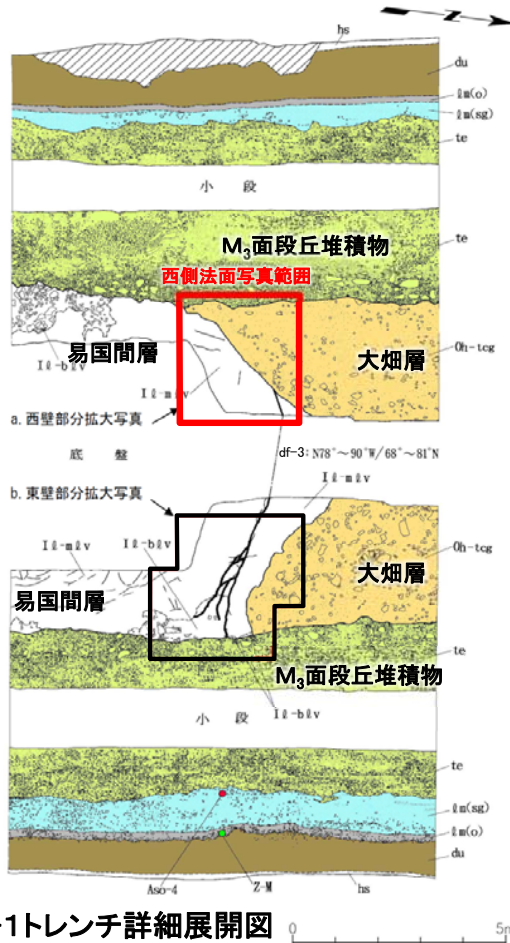 Z
hs
du
ℓm(o)
ℓm(sg)
te
小 段
M₃面段丘堆積物
te
西側法面写真範囲
易国間層
大畑層
Oh-tcg
Iℓ-bℓv
Iℓ-mℓv
a. 西壁部分拡大写真
底 盤
df-3: N78°～90°W/68°～81°N
b. 東壁部分拡大写真
Iℓ-mℓv
Iℓ-mℓv
Iℓ-bℓv
Oh-tcg
大畑層
易国間層
te
M₃面段丘堆積物
Iℓ-bℓv
小 段
te
ℓm(sg)
ℓm(o)
du
Aso-4
Z-M
hs
-1トレンチ詳細展開図
0
5m